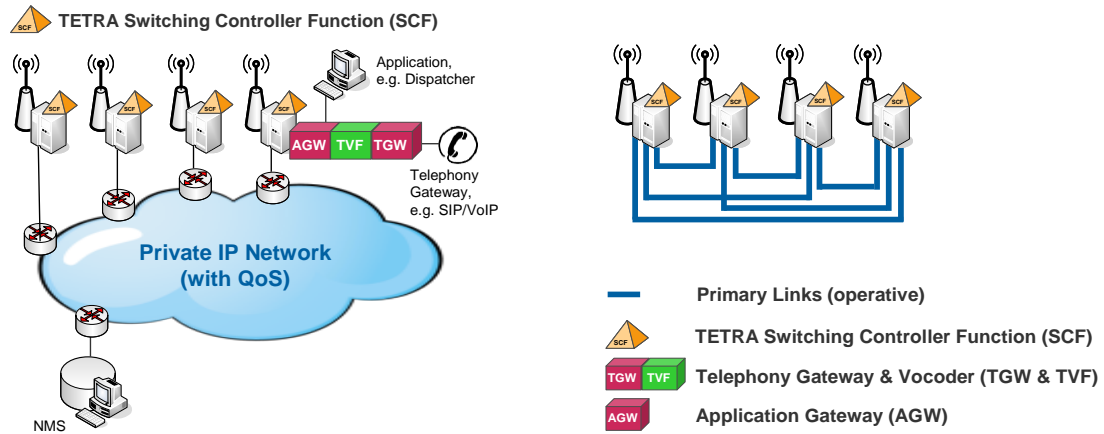 SCF TETRA Switching Controller Function (SCF)
Application,
e.g. Dispatcher
SCF
SCF
SCF
SCF
AGW TVF TGW
Telephony
Gateway,
e.g. SIP/VoIP
Private IP Network
(with QoS)
NMS
SCF
SCF
SCF
SCF
Primary Links (operative)
SCF TETRA Switching Controller Function (SCF)
TGW TVF Telephony Gateway & Vocoder (TGW & TVF)
AGW Application Gateway (AGW)